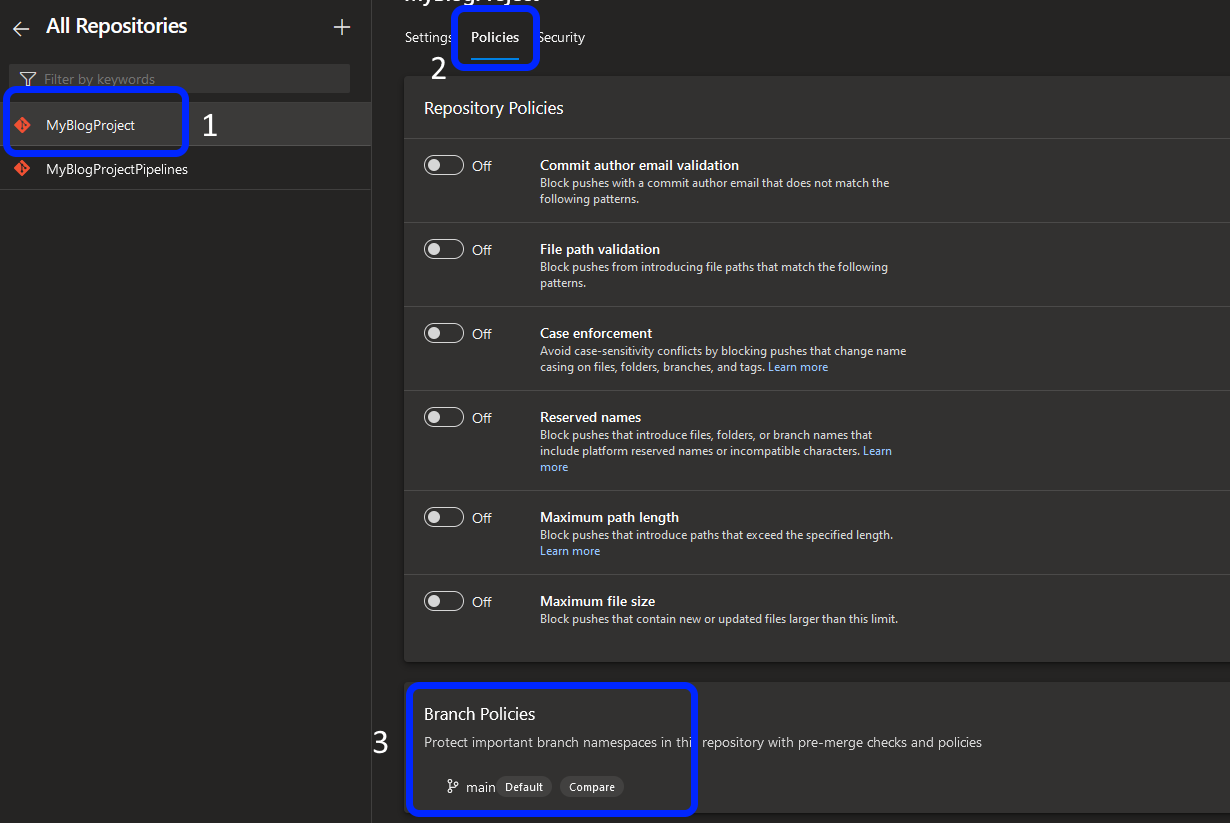 All Repositories
Filter by keywords
MyBlogProject
1
MyBlogProjectPipelines
MyBlogProject
Settings Policies Security
2
Repository Policies
Off Commit author email validation
Block pushes with a commit author email that does not match the
following patterns.
Off File path validation
Block pushes from introducing file paths that match the following
patterns.
Off Case enforcement
Avoid case-sensitivity conflicts by blocking pushes that change name
casing on files, folders, branches, and tags. Learn more
Off Reserved names
Block pushes that introduce files, folders, or branch names that
include platform reserved names or incompatible characters. Learn
more
Off Maximum path length
Block pushes that introduce paths that exceed the specified length.
Learn more
Off Maximum file size
Block pushes that contain new or updated files larger than this limit.
3
Branch Policies
Protect important branch namespaces in this repository with pre-merge checks and policies
main Default Compare